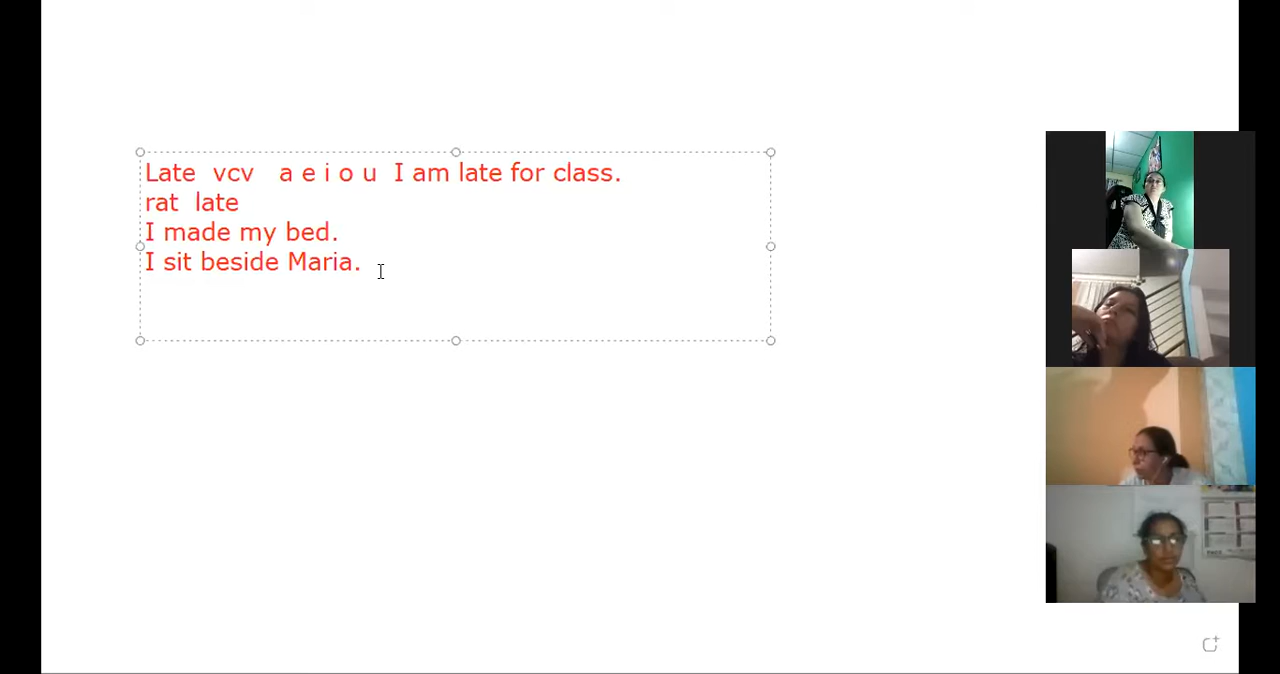 Late vcv a e i o u I am late for class.
rat late
I made my bed.
I sit beside Maria.